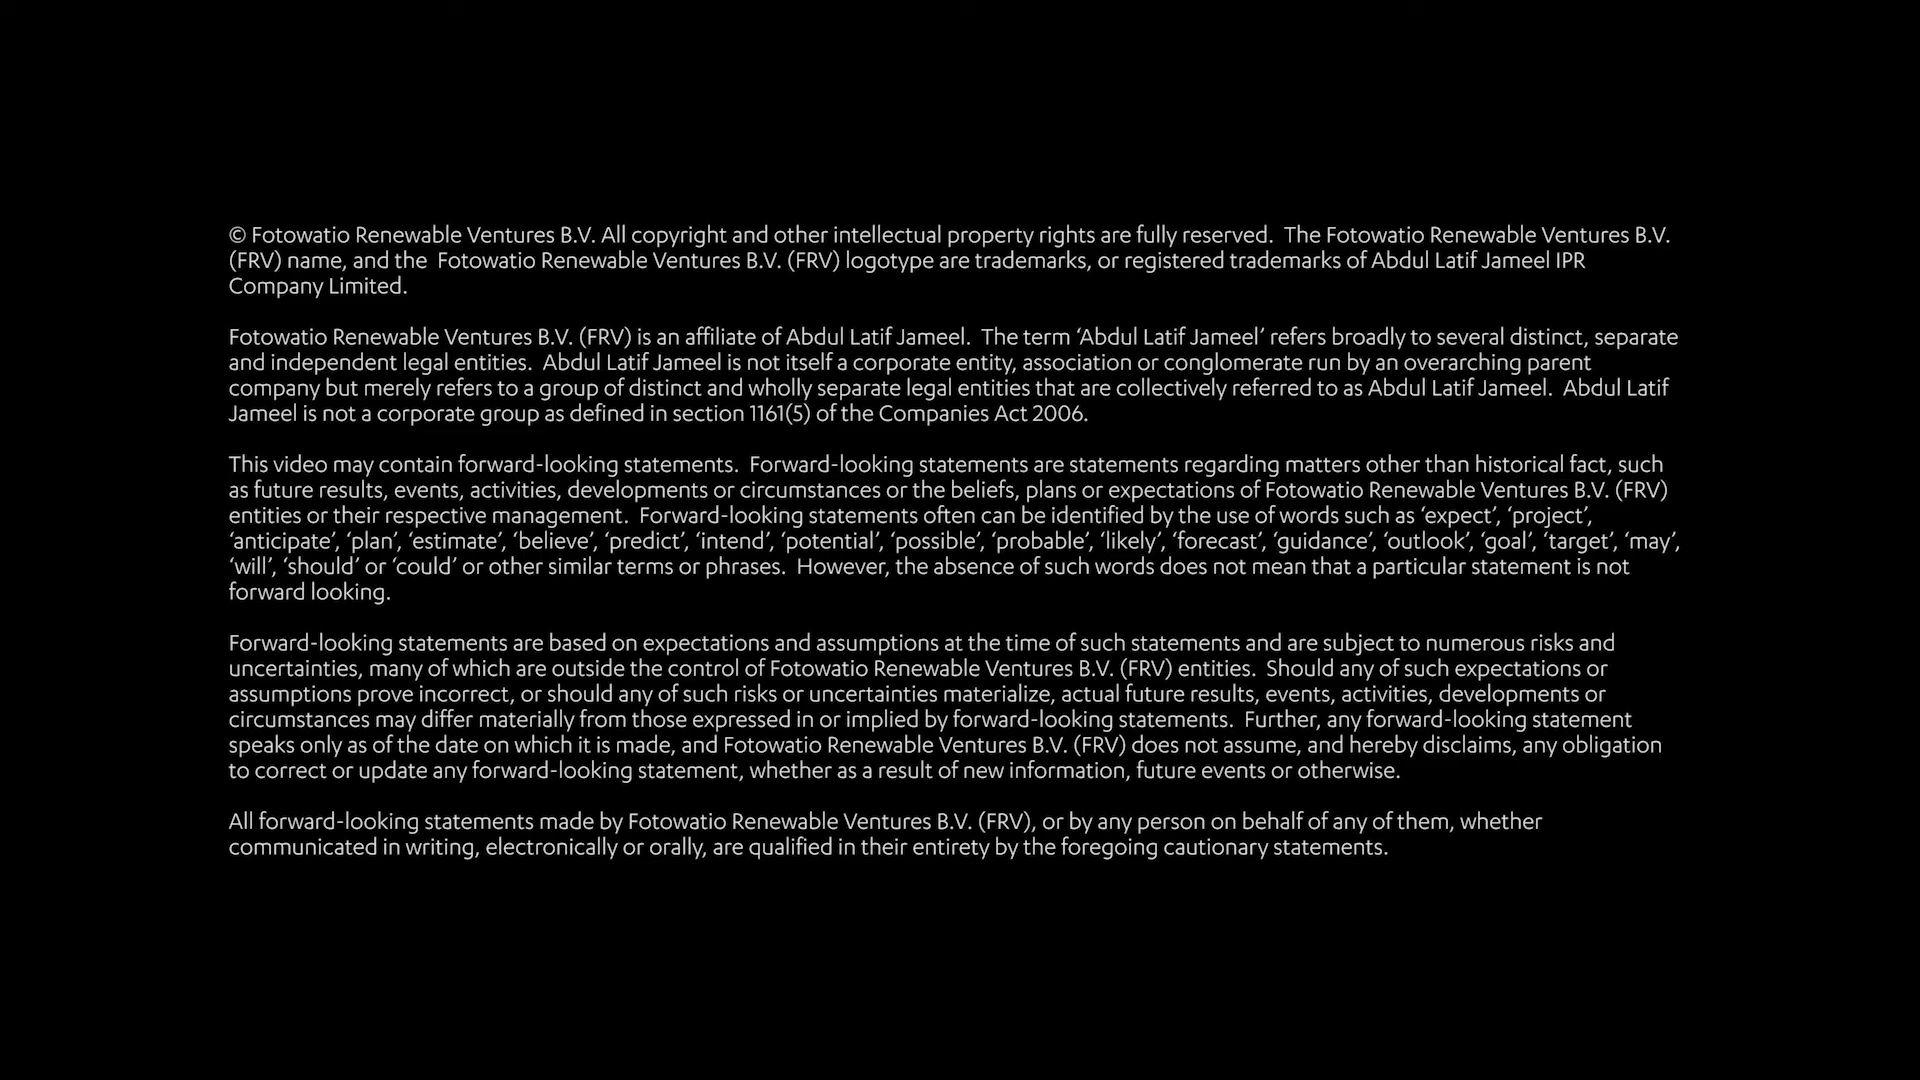 © Fotowatio Renewable Ventures B.V. All copyright and other intellectual property rights are fully reserved.  The Fotowatio Renewable Ventures B.V.
(FRV) name, and the  Fotowatio Renewable Ventures B.V. (FRV) logotype are trademarks, or registered trademarks of Abdul Latif Jameel IPR
Company Limited.
Fotowatio Renewable Ventures B.V. (FRV) is an affiliate of Abdul Latif Jameel.  The term ‘Abdul Latif Jameel’ refers broadly to several distinct, separate
and independent legal entities.  Abdul Latif Jameel is not itself a corporate entity, association or conglomerate run by an overarching parent
company but merely refers to a group of distinct and wholly separate legal entities that are collectively referred to as Abdul Latif Jameel.  Abdul Latif
Jameel is not a corporate group as defined in section 1161(5) of the Companies Act 2006.
This video may contain forward-looking statements.  Forward-looking statements are statements regarding matters other than historical fact, such
as future results, events, activities, developments or circumstances or the beliefs, plans or expectations of Fotowatio Renewable Ventures B.V. (FRV)
entities or their respective management.  Forward-looking statements often can be identified by the use of words such as ‘expect’, ‘project’,
‘anticipate’, ‘plan’, ‘estimate’, ‘believe’, ‘predict’, ‘intend’, ‘potential’, ‘possible’, ‘probable’, ‘likely’, ‘forecast’, ‘guidance’, ‘outlook’, ‘goal’, ‘target’, ‘may’,
‘will’, ‘should’ or ‘could’ or other similar terms or phrases.  However, the absence of such words does not mean that a particular statement is not
forward looking.
Forward-looking statements are based on expectations and assumptions at the time of such statements and are subject to numerous risks and
uncertainties, many of which are outside the control of Fotowatio Renewable Ventures B.V. (FRV) entities.  Should any of such expectations or
assumptions prove incorrect, or should any of such risks or uncertainties materialize, actual future results, events, activities, developments or
circumstances may differ materially from those expressed in or implied by forward-looking statements.  Further, any forward-looking statement
speaks only as of the date on which it is made, and Fotowatio Renewable Ventures B.V. (FRV) does not assume, and hereby disclaims, any obligation
to correct or update any forward-looking statement, whether as a result of new information, future events or otherwise.
All forward-looking statements made by Fotowatio Renewable Ventures B.V. (FRV), or by any person on behalf of any of them, whether
communicated in writing, electronically or orally, are qualified in their entirety by the foregoing cautionary statements.